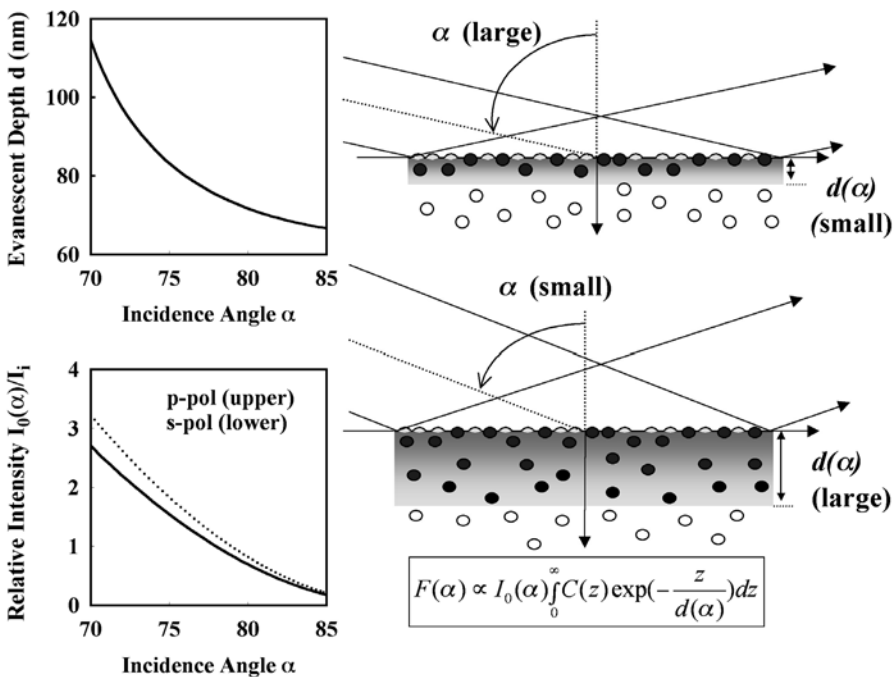 Evanescent Depth d (nm)
120
100
80
60
70 75 80 85
Incidence Angle α
α (large)
d(α)
(small)
Relative Intensity I₀(α)/Iᵢ
4
3
2
1
0
p-pol (upper)
s-pol (lower)
70 75 80 85
Incidence Angle α
α (small)
d(α)
(large)
F(α) ∝ I₀(α) ∫₀^∞ C(z) exp(−z/d(α))dz